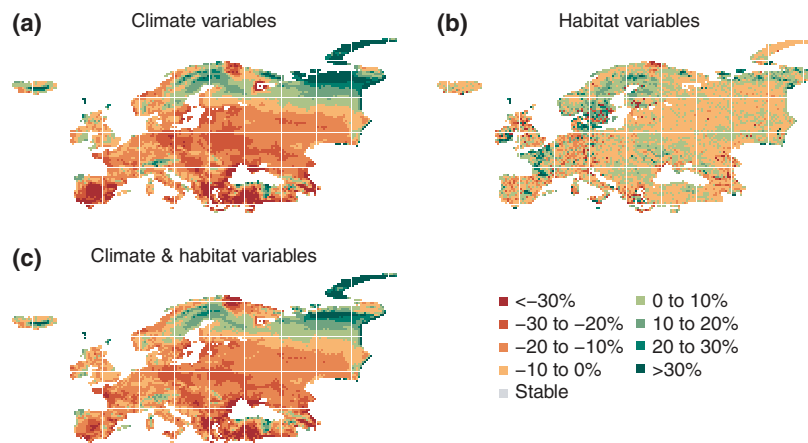 (a) Climate variables
(b) Habitat variables
(c) Climate & habitat variables
<−30%
−30 to −20%
−20 to −10%
−10 to 0%
Stable
0 to 10%
10 to 20%
20 to 30%
>30%